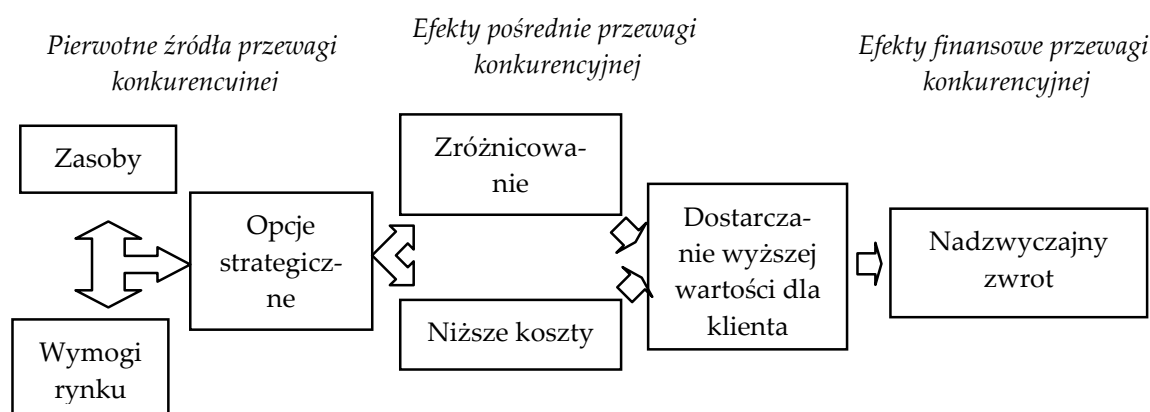 Pierwotne źródła przewagi
konkurencyjnej
Efekty pośrednie przewagi
konkurencyjnej
Efekty finansowe przewagi
konkurencyjnej
Zasoby
Wymogi
rynku
Opcje
strategicz-
ne
Zróżnicowa-
nie
Niższe koszty
Dostarcza-
nie wyższej
wartości dla
klienta
Nadzwyczajny
zwrot